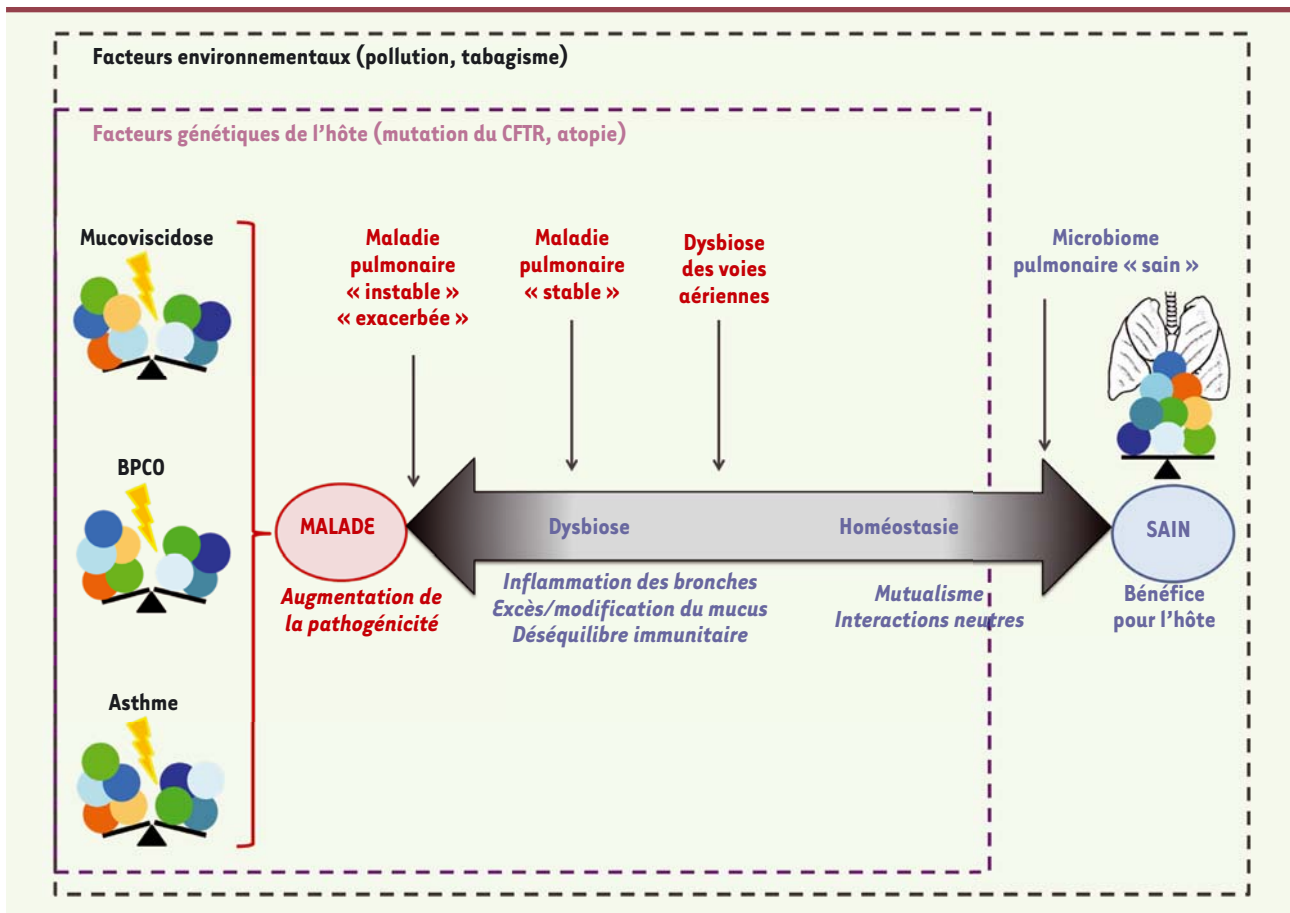 Facteurs environnementaux (pollution, tabagisme)
Facteurs génétiques de l'hôte (mutation du CFTR, atopie)
Mucoviscidose
Maladie
pulmonaire
« instable »
« exacerbée »
Maladie
pulmonaire
« stable »
Dysbiose
des voies
aériennes
Microbiome
pulmonaire « sain »
BPCO
MALADE
Dysbiose
Homéostasie
SAIN
Augmentation de
la pathogénicité
Inflammation des bronches
Excès/modification du mucus
Déséquilibre immunitaire
Mutualisme
Interactions neutres
Bénéfice
pour l'hôte
Asthme